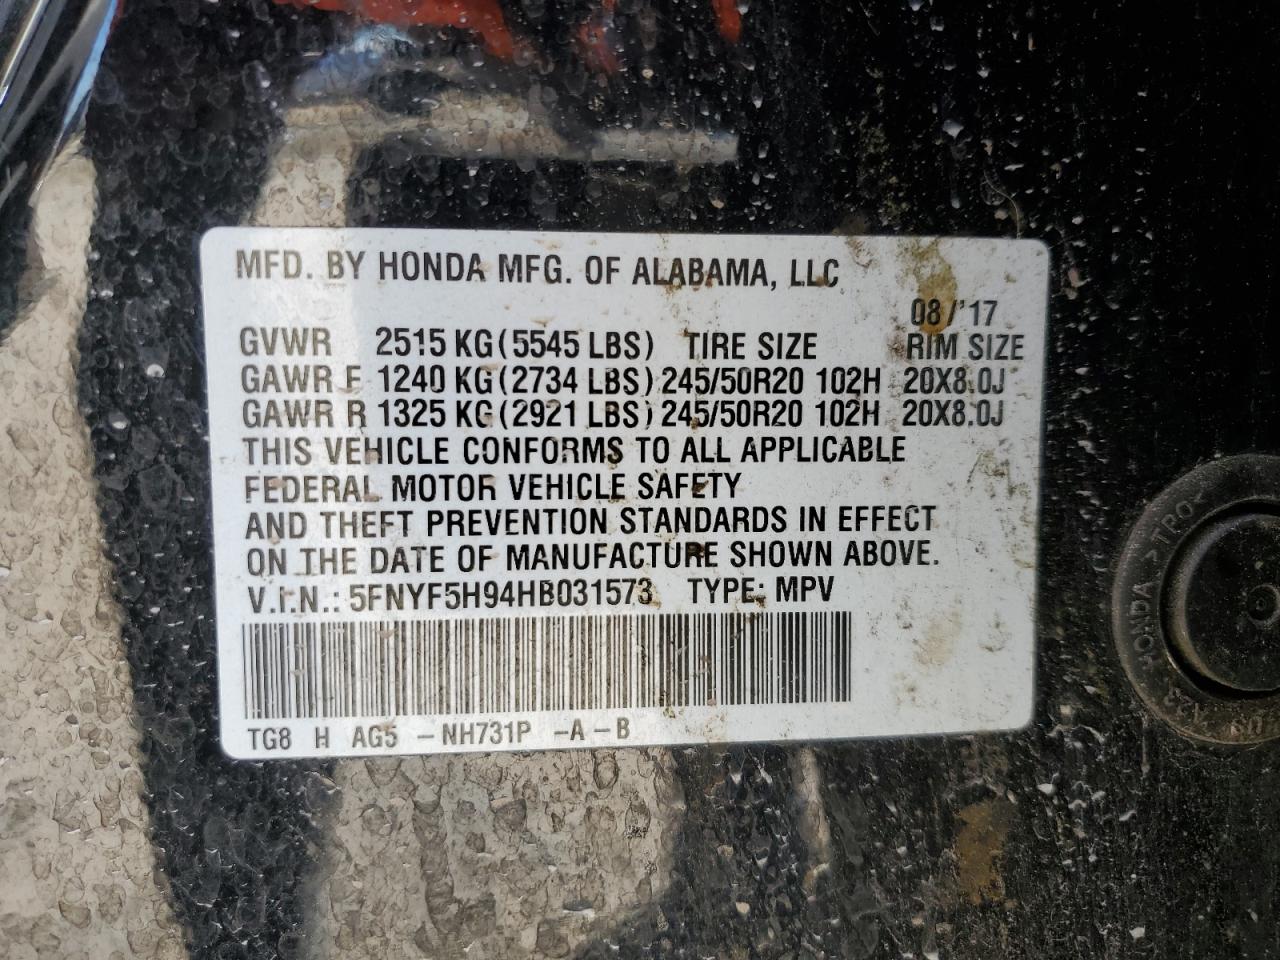 MFD. BY HONDA MFG. OF ALABAMA, LLC
08/'17
GVWR 2515 KG (5545 LBS) TIRE SIZE RIM SIZE
GAWR F 1240 KG (2734 LBS) 245/50R20 102H 20X8.0J
GAWR R 1325 KG (2921 LBS) 245/50R20 102H 20X8.0J
THIS VEHICLE CONFORMS TO ALL APPLICABLE
FEDERAL MOTOR VEHICLE SAFETY
AND THEFT PREVENTION STANDARDS IN EFFECT
ON THE DATE OF MANUFACTURE SHOWN ABOVE.
V.I.N.: 5FNYF5H94HB031573 TYPE: MPV
TG8 H AG5 -NH731P -A-B
HONDA >TPO<